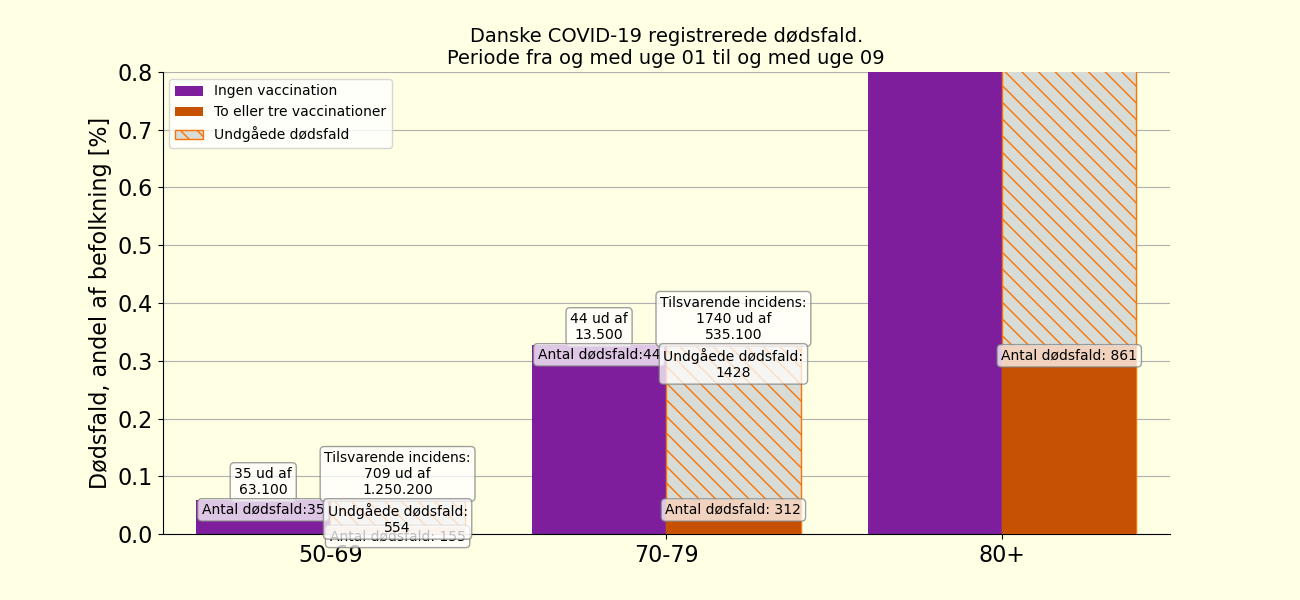 Danske COVID-19 registrerede dødsfald.
Periode fra og med uge 01 til og med uge 09
Dødsfald, andel af befolkning [%]
0.8
0.7
0.6
0.5
0.4
0.3
0.2
0.1
0.0
Ingen vaccination
To eller tre vaccinationer
Undgåede dødsfald
35 ud af
63.100
Antal dødsfald:35
Tilsvarende incidens:
709 ud af
1.250.200
Undgåede dødsfald:
554
Antal dødsfald: 155
44 ud af
13.500
Antal dødsfald:44
Tilsvarende incidens:
1740 ud af
535.100
Undgåede dødsfald:
1428
Antal dødsfald: 312
Antal dødsfald: 861
50-69
70-79
80+